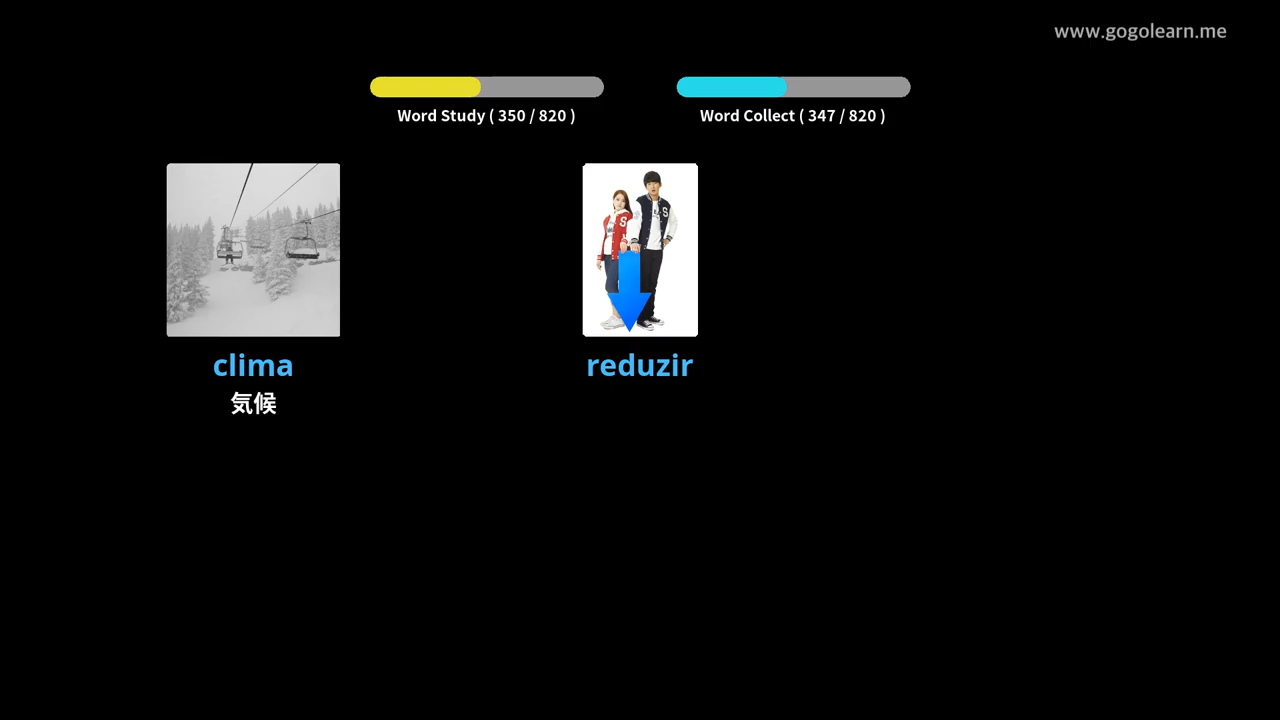 www.gogolearn.me
Word Study ( 350 / 820 )
Word Collect ( 347 / 820 )
S
S
clima
reduzir
気候